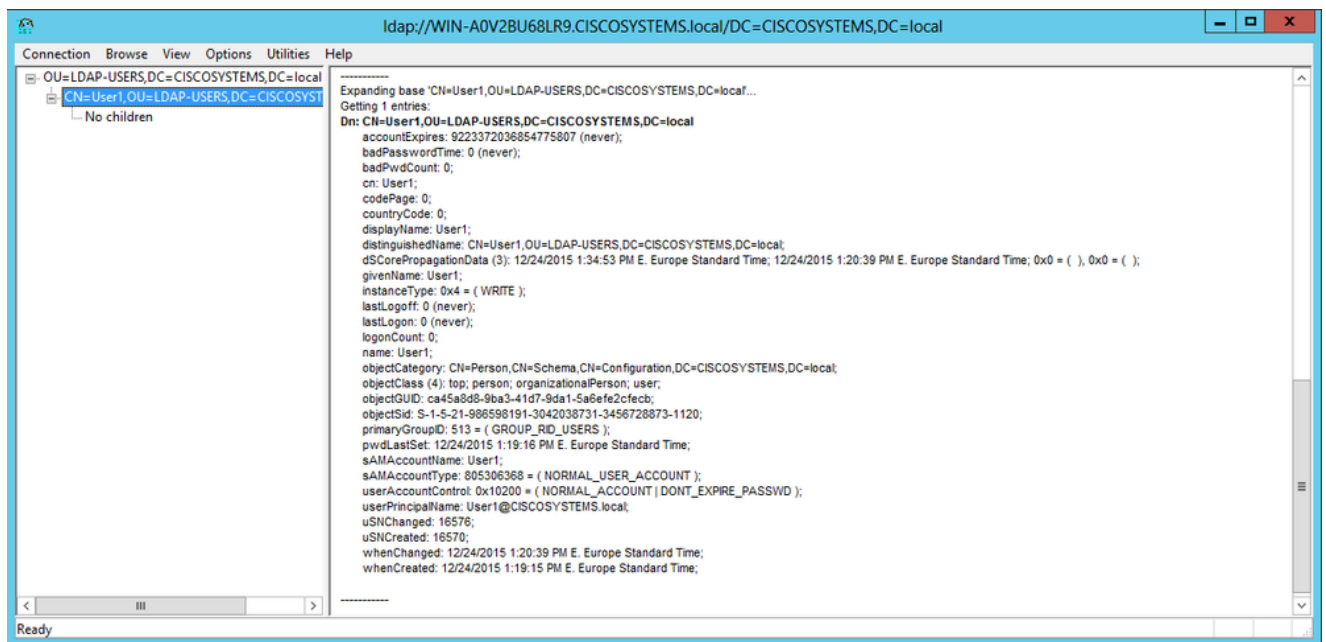 ldap://WIN-A0V2BU68LR9.CISCOSYSTEMS.local/DC=CISCOSYSTEMS,DC=local
Connection Browse View Options Utilities Help
OU=LDAP-USERS,DC=CISCOSYSTEMS,DC=local
CN=User1,OU=LDAP-USERS,DC=CISCOSYST
No children
-----------
Expanding base 'CN=User1,OU=LDAP-USERS,DC=CISCOSYSTEMS,DC=local'...
Getting 1 entries:
Dn: CN=User1,OU=LDAP-USERS,DC=CISCOSYSTEMS,DC=local
accountExpires: 9223372036854775807 (never);
badPasswordTime: 0 (never);
badPwdCount: 0;
cn: User1;
codePage: 0;
countryCode: 0;
displayName: User1;
distinguishedName: CN=User1,OU=LDAP-USERS,DC=CISCOSYSTEMS,DC=local;
dSCorePropagationData (3): 12/24/2015 1:34:53 PM E. Europe Standard Time; 12/24/2015 1:20:39 PM E. Europe Standard Time; 0x0 = ( ), 0x0 = ( );
givenName: User1;
instanceType: 0x4 = ( WRITE );
lastLogoff: 0 (never);
lastLogon: 0 (never);
logonCount: 0;
name: User1;
objectCategory: CN=Person,CN=Schema,CN=Configuration,DC=CISCOSYSTEMS,DC=local;
objectClass (4): top; person; organizationalPerson; user;
objectGUID: ca45a8d8-9ba3-41d7-9da1-5a6efe2cfecb;
objectSid: S-1-5-21-986598191-3042038731-3456728873-1120;
primaryGroupID: 513 = ( GROUP_RID_USERS );
pwdLastSet: 12/24/2015 1:19:16 PM E. Europe Standard Time;
sAMAccountName: User1;
sAMAccountType: 805306368 = ( NORMAL_USER_ACCOUNT );
userAccountControl: 0x10200 = ( NORMAL_ACCOUNT | DONT_EXPIRE_PASSWD );
userPrincipalName: User1@CISCOSYSTEMS.local;
uSNChanged: 16576;
uSNCreated: 16570;
whenChanged: 12/24/2015 1:20:39 PM E. Europe Standard Time;
whenCreated: 12/24/2015 1:19:15 PM E. Europe Standard Time;
-----------
Ready